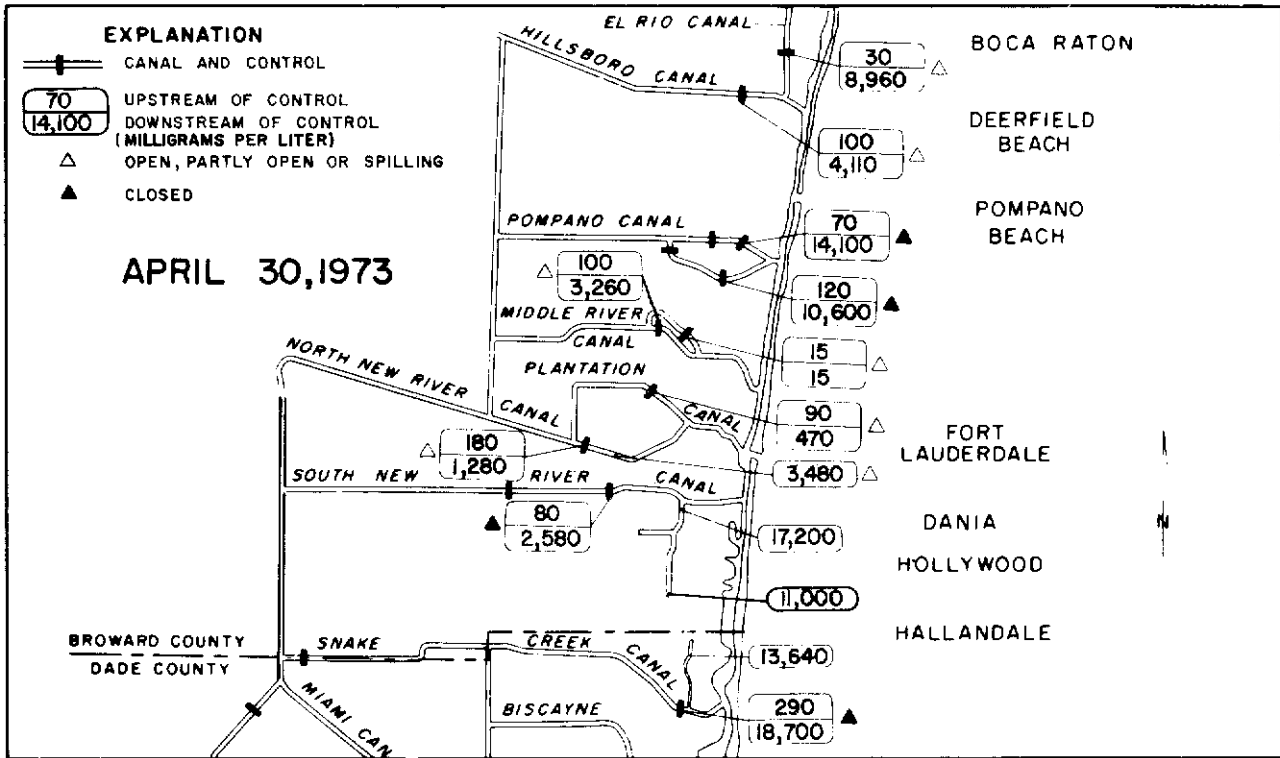 EXPLANATION
CANAL AND CONTROL
70 UPSTREAM OF CONTROL
14,100 DOWNSTREAM OF CONTROL
(MILLIGRAMS PER LITER)
△ OPEN, PARTLY OPEN OR SPILLING
▲ CLOSED
APRIL 30,1973
EL RIO CANAL
HILLSBORO CANAL
30
8,960 △
BOCA RATON
100
4,110 △
DEERFIELD
BEACH
POMPANO CANAL
70
14,100 ▲
POMPANO
BEACH
△ 100
3,260
120
10,600 ▲
MIDDLE RIVER
CANAL
15
15 △
NORTH NEW RIVER CANAL
PLANTATION
CANAL
90
470 △
△ 180
1,280
3,480 △
FORT
LAUDERDALE
SOUTH NEW RIVER CANAL
▲ 80
2,580
17,200
DANIA
N
HOLLYWOOD
11,000
HALLANDALE
BROWARD COUNTY
DADE COUNTY
SNAKE CREEK CANAL
13,640
MIAMI CAN
BISCAYNE
290
18,700 ▲